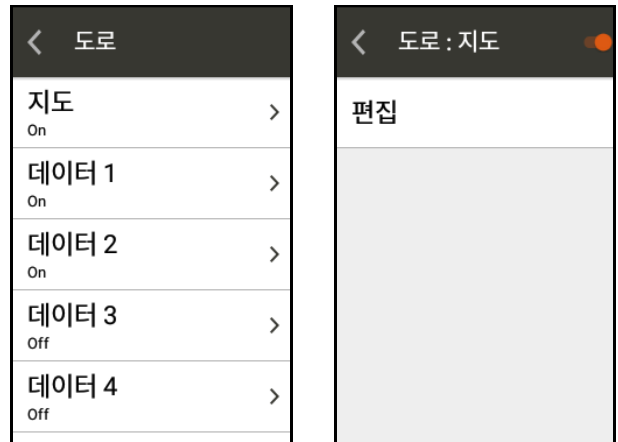 도로
지도
On
데이터 1
On
데이터 2
On
데이터 3
Off
데이터 4
Off
도로 : 지도
편집